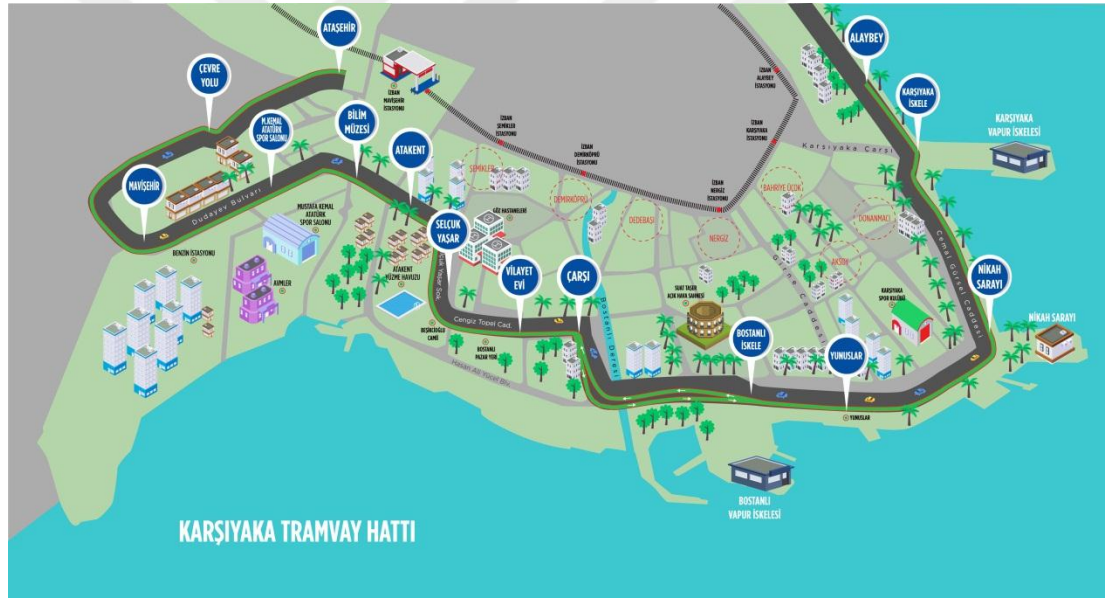 ATAŞEHİR
ÇEVRE
YOLU
M.KEMAL
ATATÜRK
SPOR SALONU
BİLİM
MÜZESİ
ATAKENT
MAVİŞEHİR
SELÇUK
YAŞAR
VİLAYET
EVİ
ÇARŞI
BOSTANLI
İSKELE
YUNUSLAR
NİKAH
SARAYI
KARŞIYAKA
İSKELE
ALAYBEY
İZBAN
MAVİŞEHİR
İSTASYONU
İZBAN
ŞEMİKLER
İSTASYONU
İZBAN
DEMİRKÖPRÜ
İSTASYONU
İZBAN
NERGİZ
İSTASYONU
İZBAN
KARŞIYAKA
İSTASYONU
İZBAN
ALAYBEY
İSTASYONU
KARŞIYAKA
VAPUR İSKELESİ
Karşıyaka Çarşı
ŞEMİKLER
DEMİRKÖPRÜ
DEDEBAŞI
NERGİZ
BAHRİYE ÜÇOK
DONANMACI
AKSOY
Dudayev Bulvarı
BENZİN İSTASYONU
MUSTAFA KEMAL
ATATÜRK
SPOR SALONU
AVMLER
ATAKENT
YÜZME HAVUZU
GÖZ HASTANELERİ
Cengiz Topel Cad.
BEŞİKCİOĞLU
CAMİİ
BOSTANLI
PAZAR YERİ
Hasan Ali Yücel Blv.
Bostanlı Deresi
SUAT TAŞER
AÇIK HAVA SAHNESİ
Cemal Gürsel Caddesi
KARŞIYAKA
SPOR KULÜBÜ
YUNUSLAR
NİKAH SARAYI
BOSTANLI
VAPUR İSKELESİ
KARŞIYAKA TRAMVAY HATTI